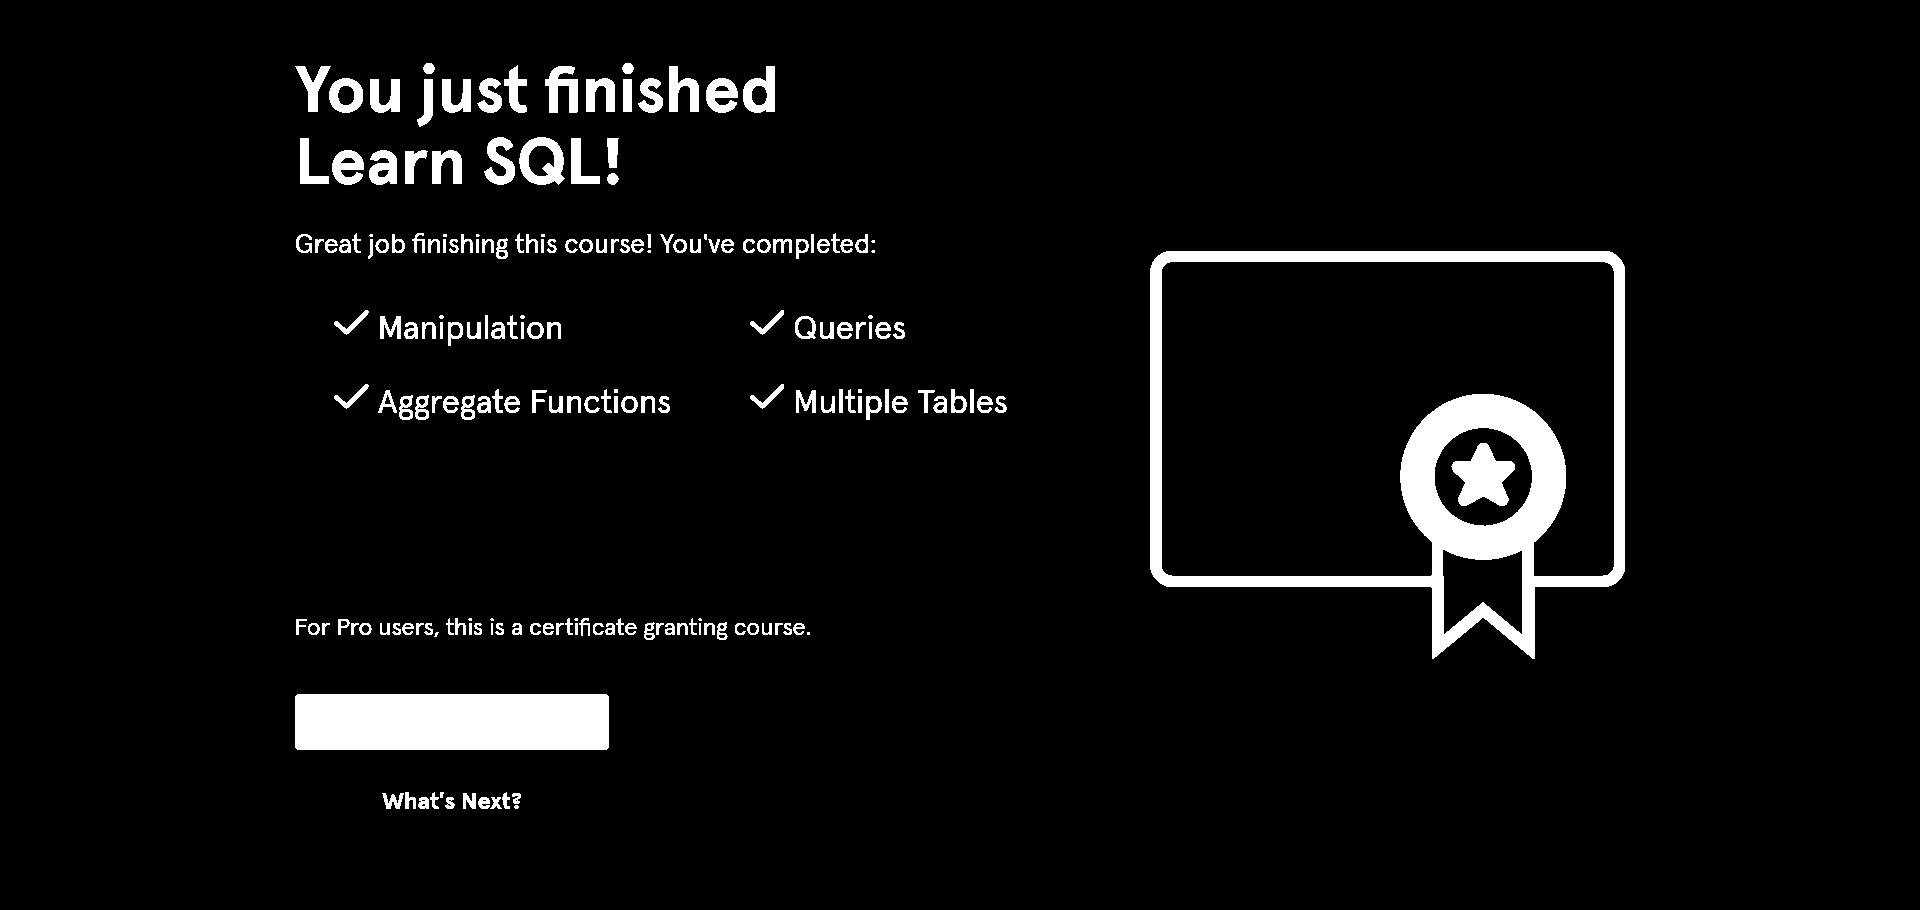 You just finished
Learn SQL!
Great job finishing this course! You've completed:
Manipulation
Queries
Aggregate Functions
Multiple Tables
For Pro users, this is a certificate granting course.
What's Next?